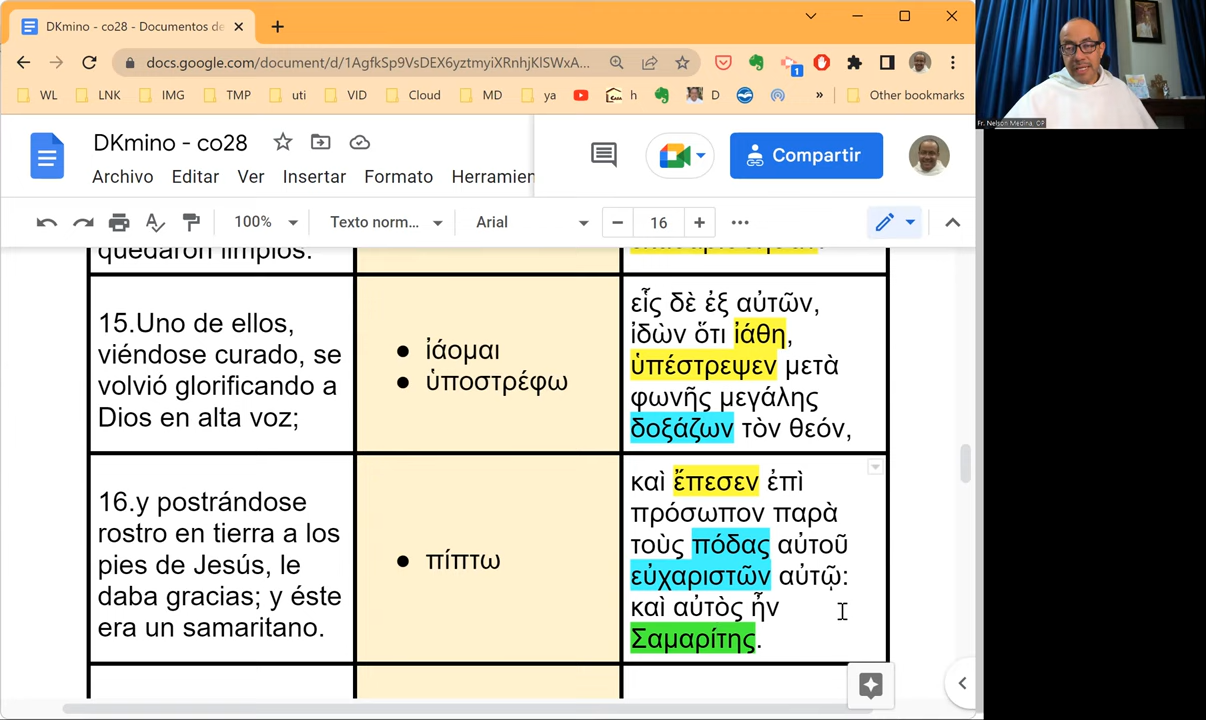 DKmino - co28 - Documentos de
docs.google.com/document/d/1AgfkSp9VsDEX6yztmyiXRnhjKlSWxA...
1
WL LNK IMG TMP uti VID Cloud MD ya h D » Other bookmarks
DKmino - co28
Archivo Editar Ver Insertar Formato Herramien
Compartir
100% Texto norm... Arial 16
quedaron limpios.
15.Uno de ellos,
viéndose curado, se
volvió glorificando a
Dios en alta voz;
● ἰάομαι
● ὑποστρέφω
εἷς δὲ ἐξ αὐτῶν,
ἰδὼν ὅτι ἰάθη,
ὑπέστρεψεν μετὰ
φωνῆς μεγάλης
δοξάζων τὸν θεόν,
16.y postrándose
rostro en tierra a los
pies de Jesús, le
daba gracias; y éste
era un samaritano.
● πίπτω
καὶ ἔπεσεν ἐπὶ
πρόσωπον παρὰ
τοὺς πόδας αὐτοῦ
εὐχαριστῶν αὐτῷ:
καὶ αὐτὸς ἦν
Σαμαρίτης.
Fr. Nelson Medina, OP